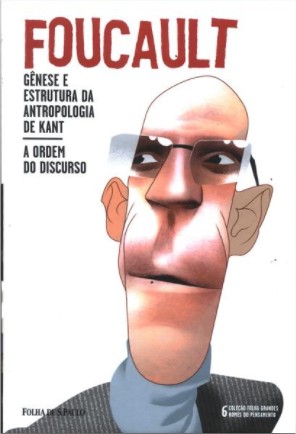 FOUCAULT
GÊNESE E
ESTRUTURA DA
ANTROPOLOGIA
DE KANT
A ORDEM
DO DISCURSO
FOLHA DE S.PAULO
6 COLEÇÃO FOLHA GRANDES
NOMES DO PENSAMENTO